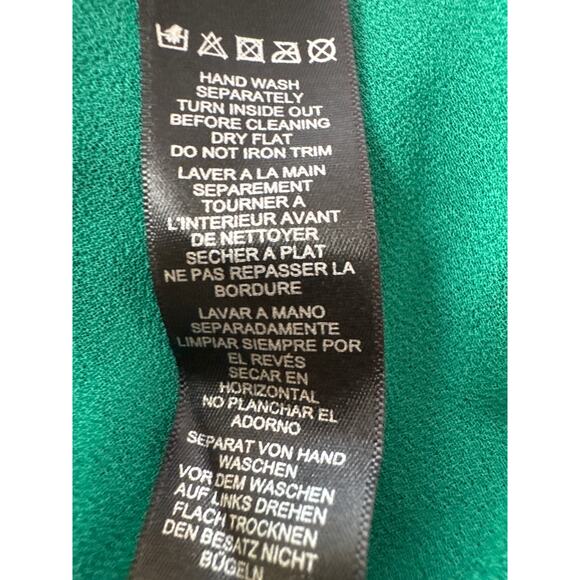 HAND WASH
SEPARATELY
TURN INSIDE OUT
BEFORE CLEANING
DRY FLAT
DO NOT IRON TRIM
LAVER A LA MAIN
SEPAREMENT
TOURNER A
L'INTERIEUR AVANT
DE NETTOYER
SECHER A PLAT
NE PAS REPASSER LA
BORDURE
LAVAR A MANO
SEPARADAMENTE
LIMPIAR SIEMPRE POR
EL REVÉS
SECAR EN
HORIZONTAL
NO PLANCHAR EL
ADORNO
SEPARAT VON HAND
WASCHEN
VOR DEM WASCHEN
AUF LINKS DREHEN
FLACH TROCKNEN
DEN BESATZ NICHT
BÜGELN